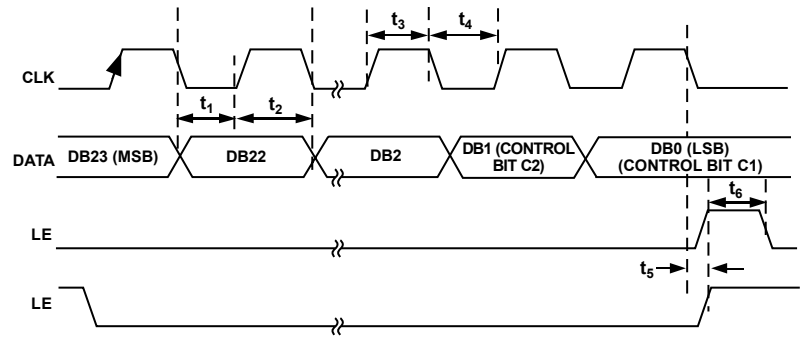 t3
t4
CLK
t1
t2
DATA
DB23 (MSB)
DB22
DB2
DB1 (CONTROL
BIT C2)
DB0 (LSB)
(CONTROL BIT C1)
t6
LE
t5
LE